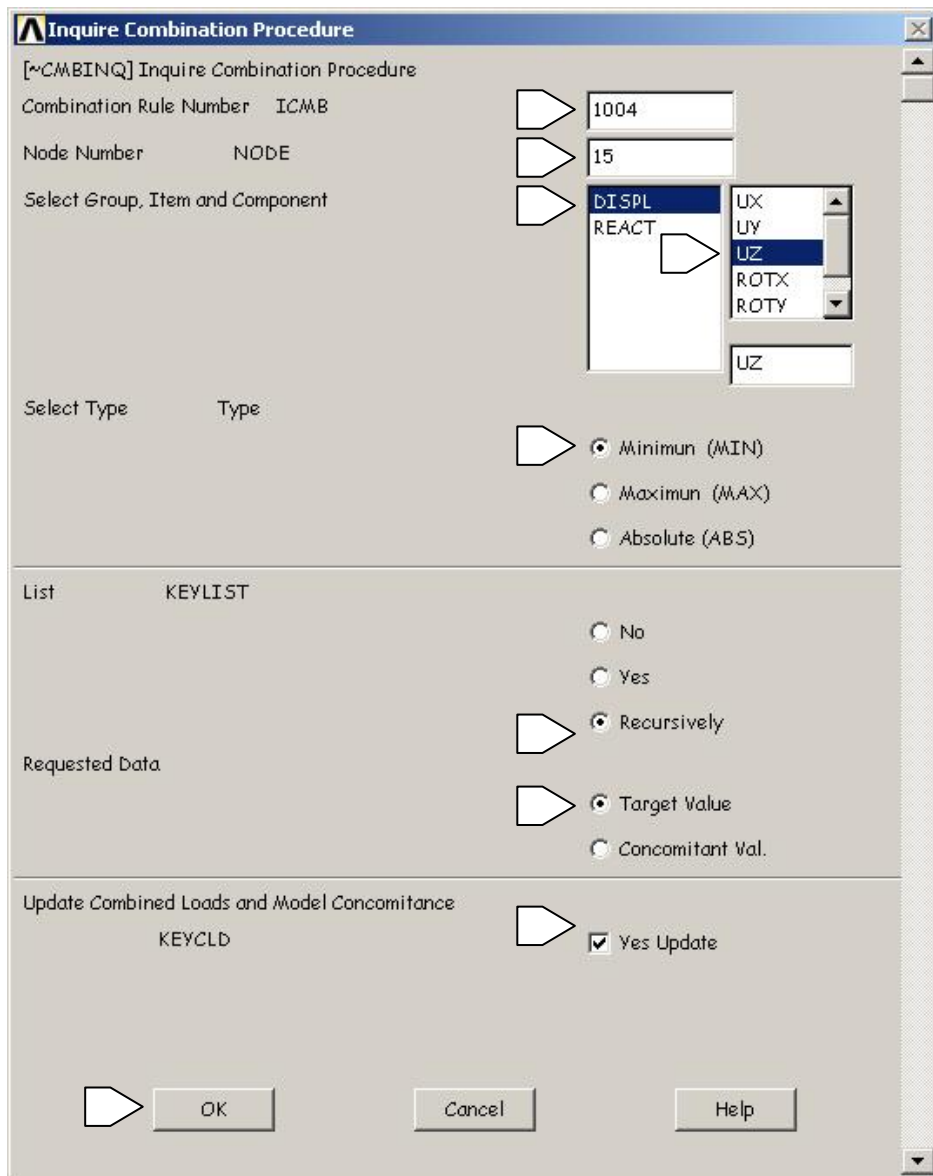 Inquire Combination Procedure
[~CMBINQ] Inquire Combination Procedure
Combination Rule Number ICMB 1004
Node Number NODE 15
Select Group, Item and Component DISPL UX
REACT UY
UZ
ROTX
ROTY
UZ
Select Type Type
Minimun (MIN)
Maximun (MAX)
Absolute (ABS)
List KEYLIST
No
Yes
Recursively
Requested Data
Target Value
Concomitant Val.
Update Combined Loads and Model Concomitance
KEYCLD Yes Update
OK Cancel Help